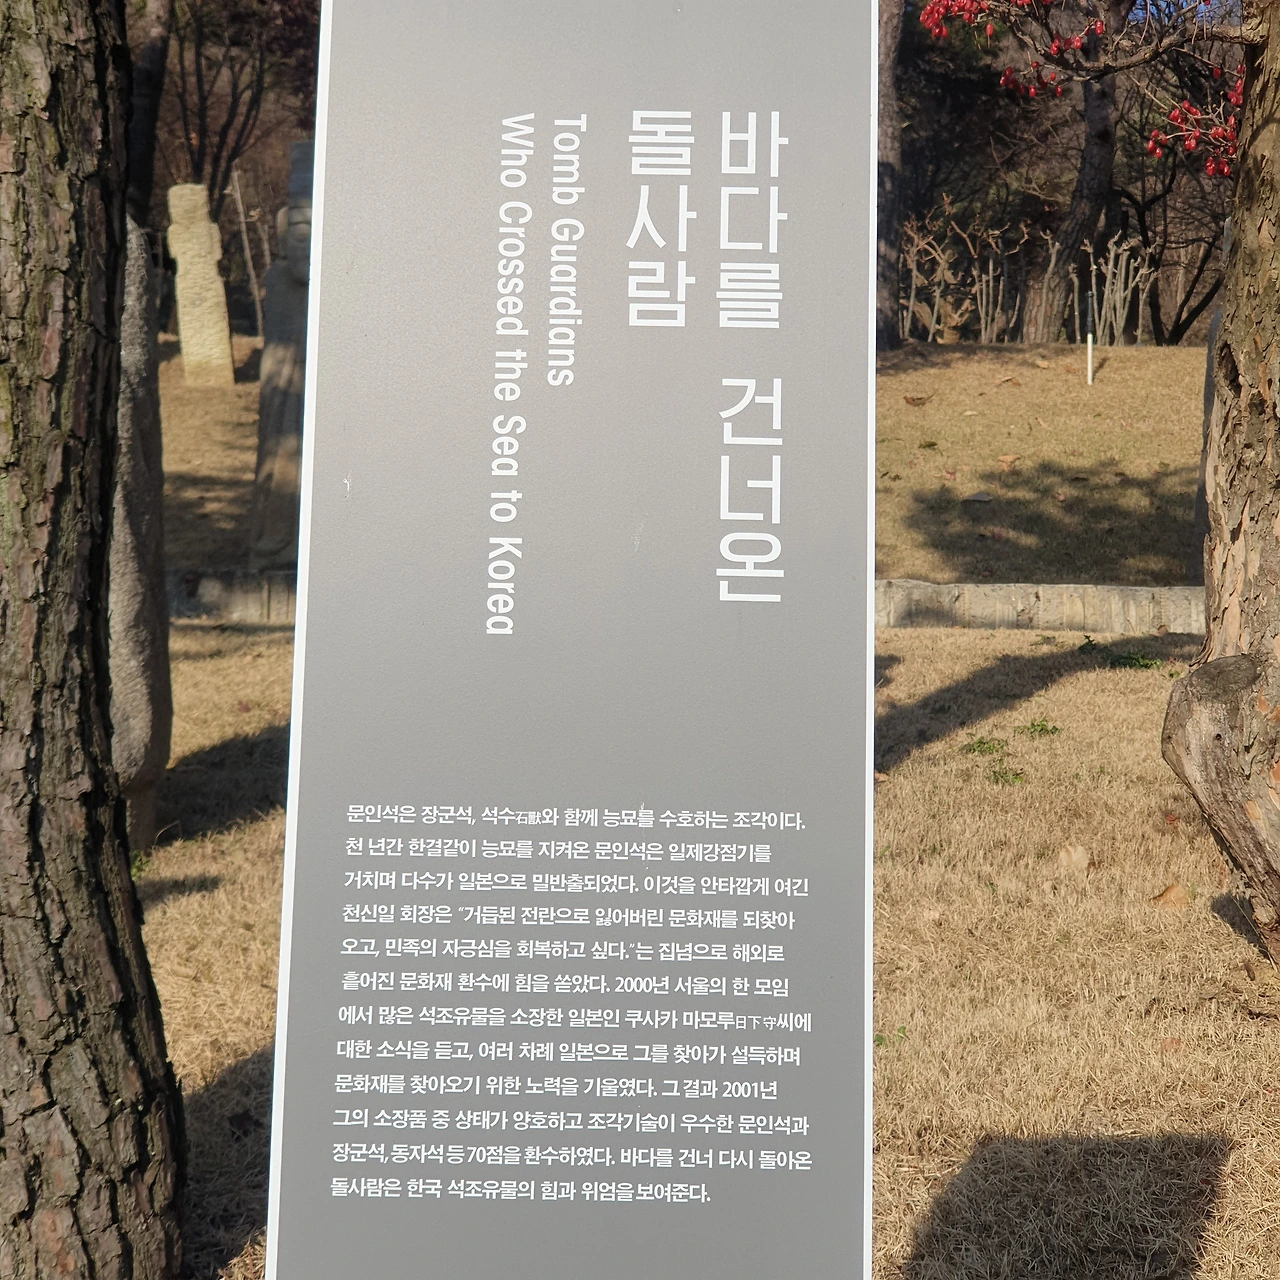 바다를 건너온
돌사람
Tomb Guardians
Who Crossed the Sea to Korea
문인석은 장군석, 석수石獸와 함께 능묘를 수호하는 조각이다.
천 년간 한결같이 능묘를 지켜온 문인석은 일제강점기를
거치며 다수가 일본으로 밀반출되었다. 이것을 안타깝게 여긴
천신일 회장은 "거듭된 전란으로 잃어버린 문화재를 되찾아
오고, 민족의 자긍심을 회복하고 싶다."는 집념으로 해외로
흩어진 문화재 환수에 힘을 쏟았다. 2000년 서울의 한 모임
에서 많은 석조유물을 소장한 일본인 쿠사카 마모루日下守씨에
대한 소식을 듣고, 여러 차례 일본으로 그를 찾아가 설득하며
문화재를 찾아오기 위한 노력을 기울였다. 그 결과 2001년
그의 소장품 중 상태가 양호하고 조각기술이 우수한 문인석과
장군석, 동자석 등 70점을 환수하였다. 바다를 건너 다시 돌아온
돌사람은 한국 석조유물의 힘과 위엄을 보여준다.